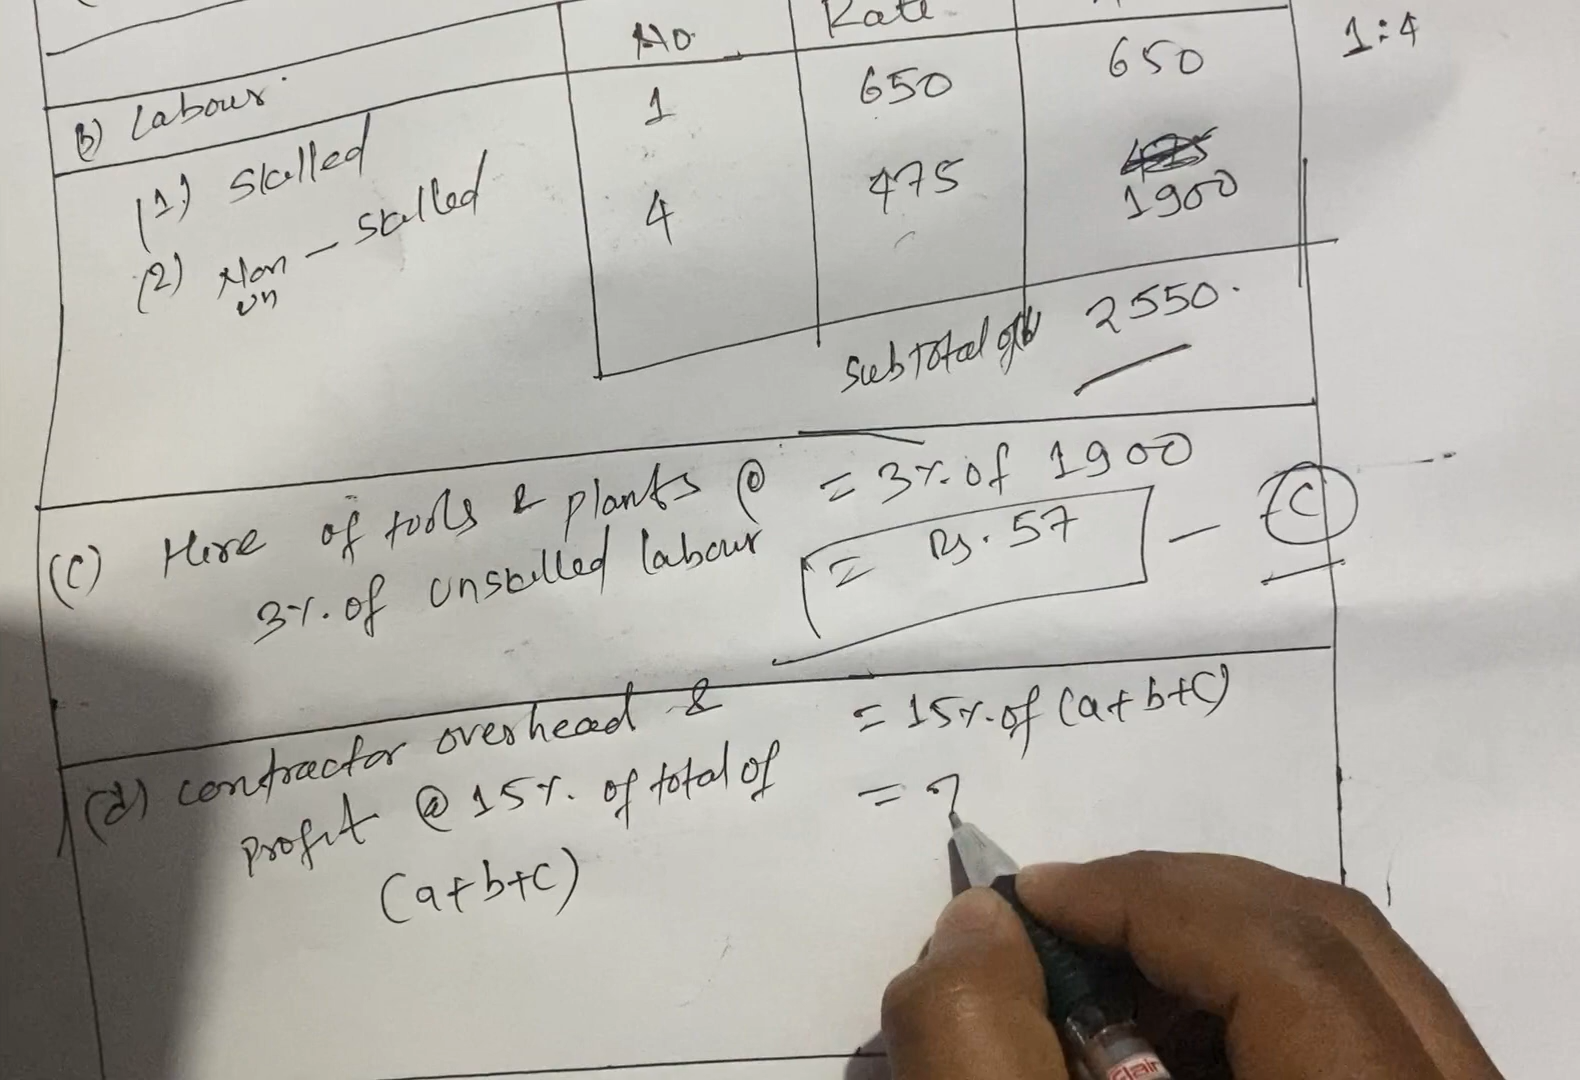 No Rate
1:4
B) Labour
(1) Skilled 1 650 650
(2) Non - Skilled 4 475 1900
un
Subtotal of b 2550.
(c) Hire of tools & plants @ = 3% of 1900
3% of unskilled labour = Rs. 57 - (C)
(d) contractor overhead & = 15% of (a+b+c)
profit @ 15% of total of =
(a+b+c)
Clair